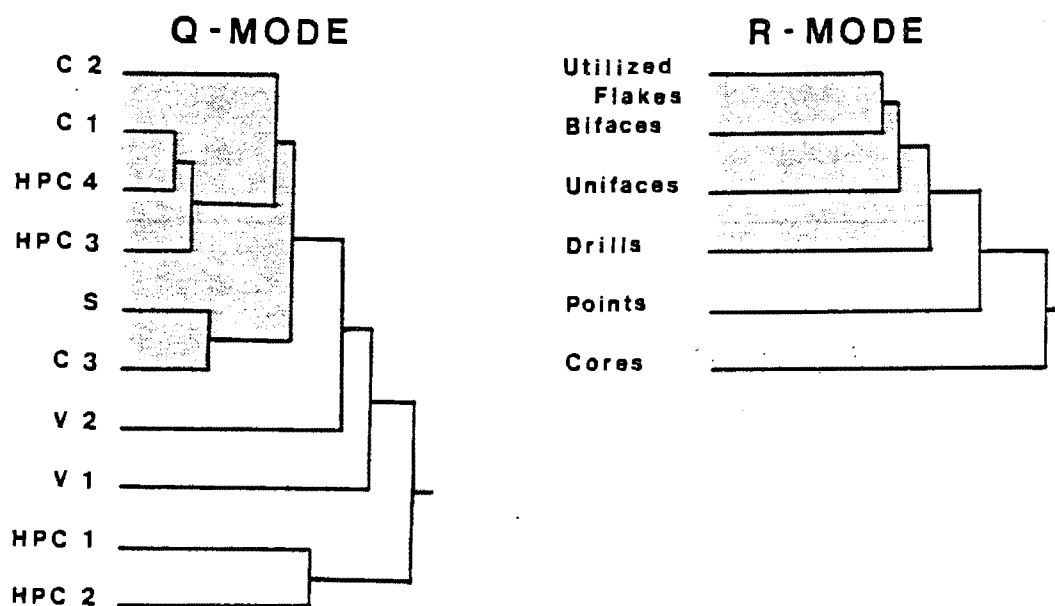 Q-MODE
C 2
C 1
HPC 4
HPC 3
S
C 3
V 2
V 1
HPC 1
HPC 2
R-MODE
Utilized
Flakes
Bifaces
Unifaces
Drills
Points
Cores